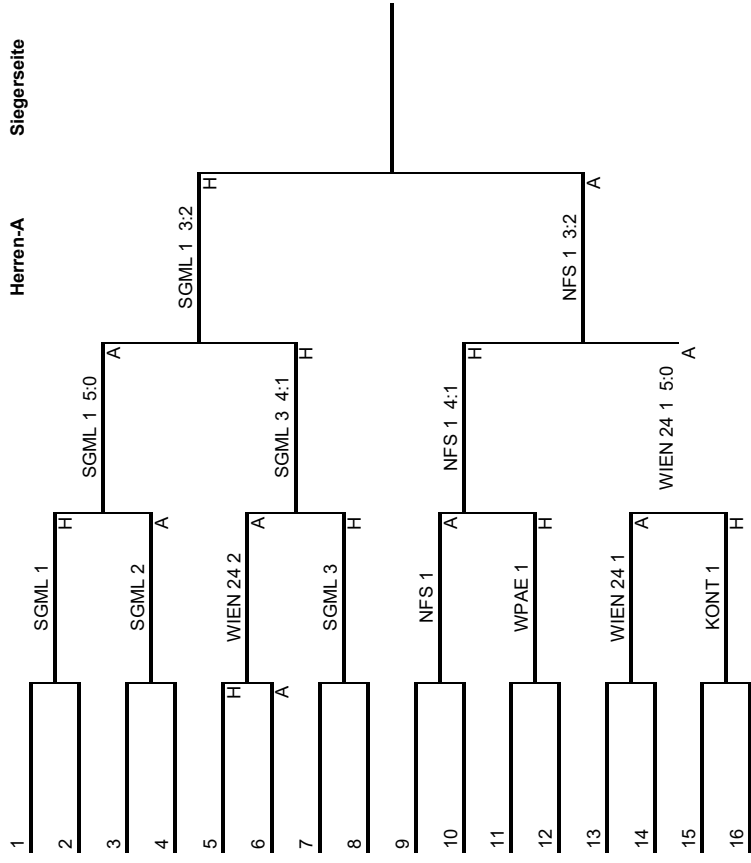 Herren-A Siegerseite
1
2
3
4
5
6
7
8
9
10
11
12
13
14
15
16
H
A
SGML 1
H
SGML 2
A
WIEN 24 2
A
SGML 3
H
NFS 1
A
WPAE 1
H
WIEN 24 1
A
KONT 1
H
SGML 1 5:0
A
SGML 3 4:1
H
NFS 1 4:1
H
WIEN 24 1 5:0
A
SGML 1 3:2
H
NFS 1 3:2
A